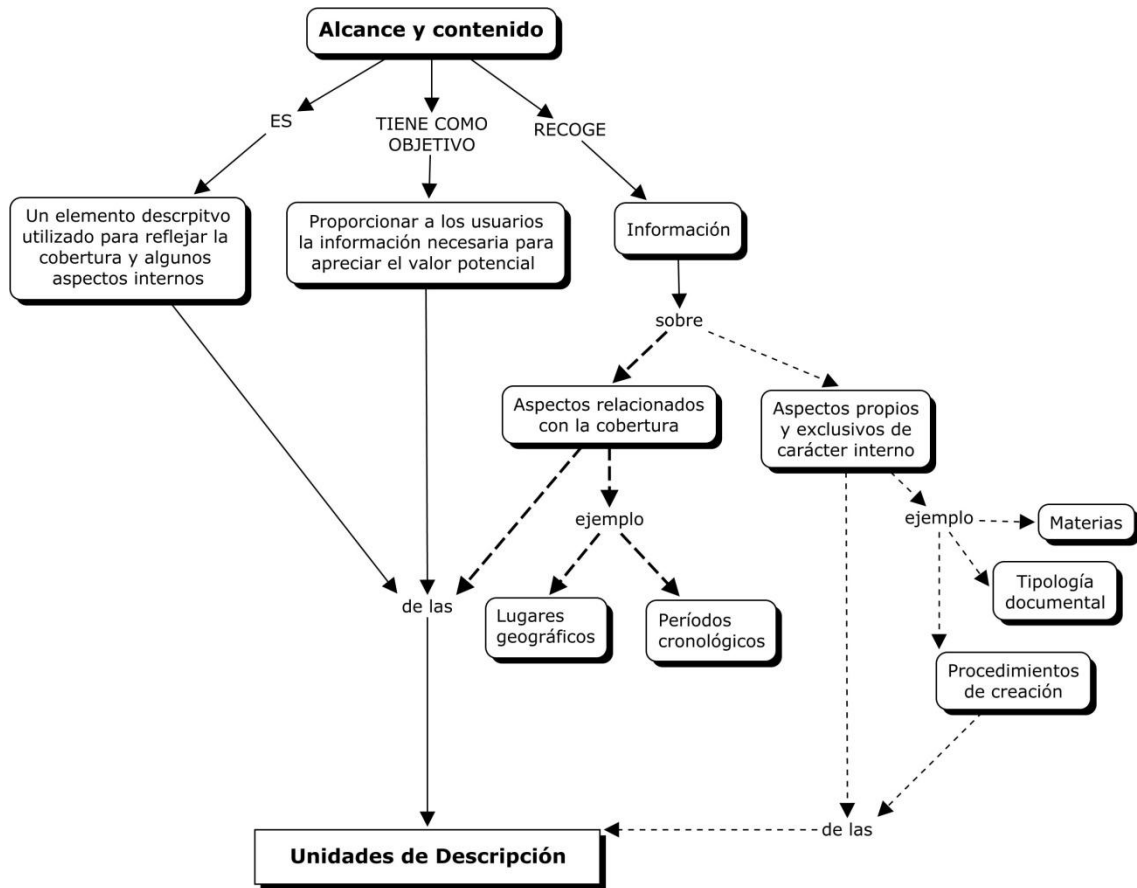 Alcance y contenido
ES
TIENE COMO
OBJETIVO
RECOGE
Un elemento descrpitvo
utilizado para reflejar la
cobertura y algunos
aspectos internos
Proporcionar a los usuarios
la información necesaria para
apreciar el valor potencial
Información
sobre
Aspectos relacionados
con la cobertura
Aspectos propios
y exclusivos de
carácter interno
ejemplo
ejemplo
Materias
Tipología
documental
de las
Lugares
geográficos
Períodos
cronológicos
Procedimientos
de creación
de las
Unidades de Descripción